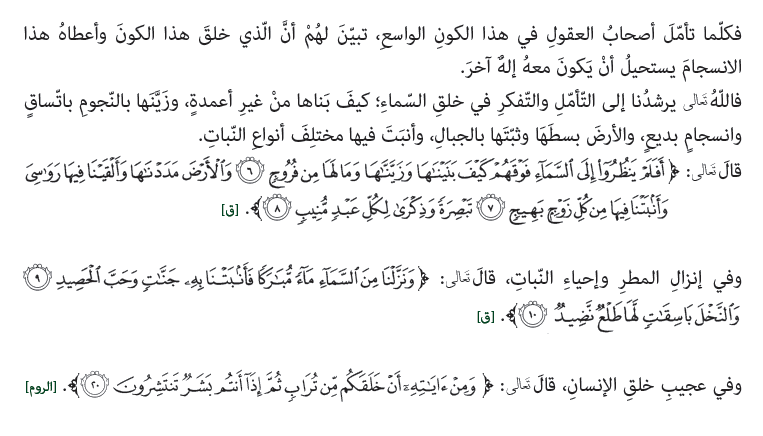 فكلّما تأمّلَ أصحابُ العقولِ في هذا الكونِ الواسعِ، تبيّنَ لهُمْ أنَّ الّذي خلقَ هذا الكونَ وأعطاهُ هذا
الانسجامَ يستحيلُ أنْ يَكونَ معهُ إلهٌ آخرَ.
فاللّهُ تعالى يرشدُنا إلى التّأمّلِ والتّفكرِ في خلقِ السّماءِ؛ كيفَ بَناها منْ غيرِ أعمدةٍ، وزَيَّنَها بالنّجومِ باتّساقٍ
وانسجامٍ بديعٍ، والأرضَ بسطَهَا وثبّتَها بالجبالِ، وأنبَتَ فيها مختلِفَ أنواعِ النّباتِ.
قالَ تعالى: ﴿ أَفَلَمْ يَنظُرُوٓا۟ إِلَى ٱلسَّمَآءِ فَوْقَهُمْ كَيْفَ بَنَيْنَـٰهَا وَزَيَّنَّـٰهَا وَمَا لَهَا مِن فُرُوجٍ ٦ وَٱلْأَرْضَ مَدَدْنَـٰهَا وَأَلْقَيْنَا فِيهَا رَوَٰسِىَ
وَأَنۢبَتْنَا فِيهَا مِن كُلِّ زَوْجٍۭ بَهِيجٍ ٧ تَبْصِرَةً وَذِكْرَىٰ لِكُلِّ عَبْدٍ مُّنِيبٍ ٨ ﴾. [ق]
وفي إنزالِ المطرِ وإحياءِ النّباتِ، قالَ تعالى: ﴿ وَنَزَّلْنَا مِنَ ٱلسَّمَآءِ مَآءً مُّبَـٰرَكًا فَأَنۢبَتْنَا بِهِۦ جَنَّـٰتٍ وَحَبَّ ٱلْحَصِيدِ ٩
وَٱلنَّخْلَ بَاسِقَـٰتٍ لَّهَا طَلْعٌ نَّضِيدٌ ١٠ ﴾. [ق]
وفي عجيبِ خلقِ الإنسانِ، قالَ تعالى: ﴿ وَمِنْ ءَايَـٰتِهِۦٓ أَنْ خَلَقَكُم مِّن تُرَابٍ ثُمَّ إِذَآ أَنتُم بَشَرٌ تَنتَشِرُونَ ٢٠ ﴾. [الروم]